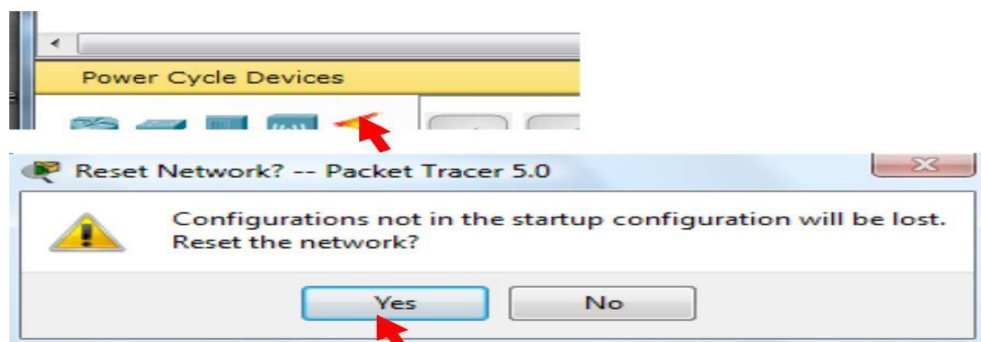 Power Cycle Devices
Reset Network? -- Packet Tracer 5.0
Configurations not in the startup configuration will be lost.
Reset the network?
Yes
No